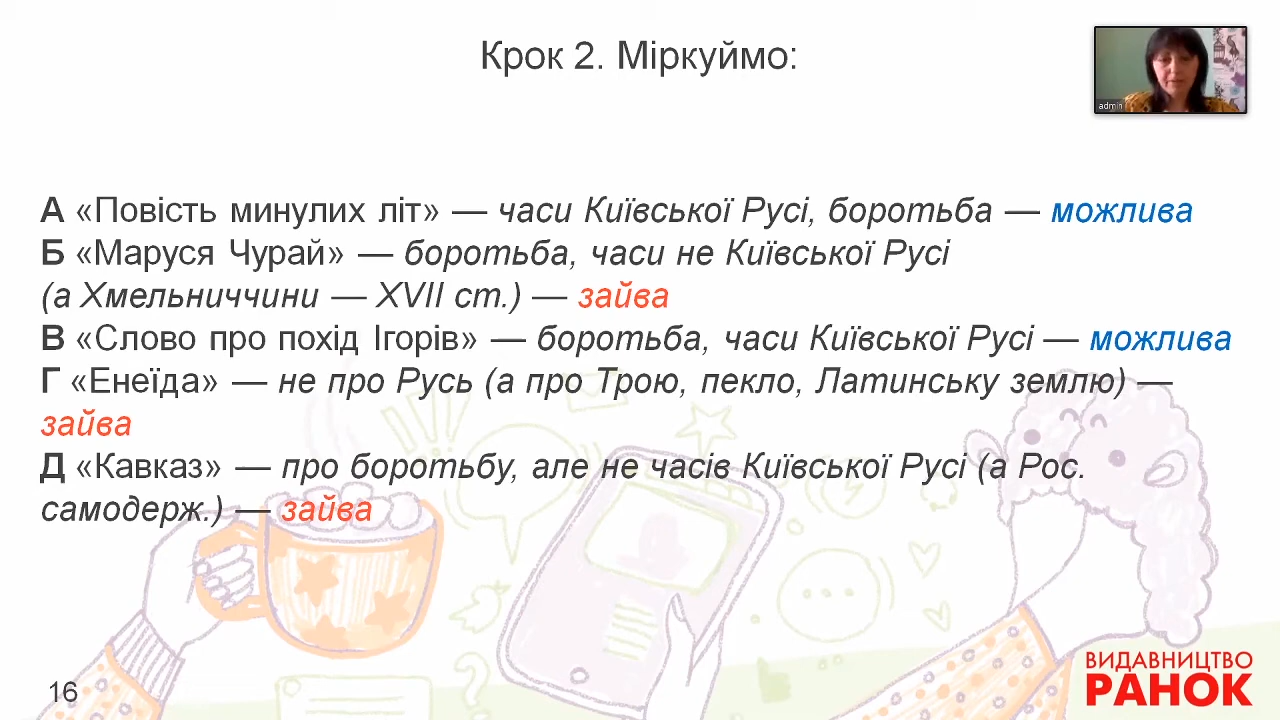 Крок 2. Міркуймо:
admin
А «Повість минулих літ» — часи Київської Русі, боротьба — можлива
Б «Маруся Чурай» — боротьба, часи не Київської Русі
(а Хмельниччини — XVII ст.) — зайва
В «Слово про похід Ігорів» — боротьба, часи Київської Русі — можлива
Г «Енеїда» — не про Русь (а про Трою, пекло, Латинську землю) —
зайва
Д «Кавказ» — про боротьбу, але не часів Київської Русі (а Рос.
самодерж.) — зайва
16
ВИДАВНИЦТВО
РАНОК